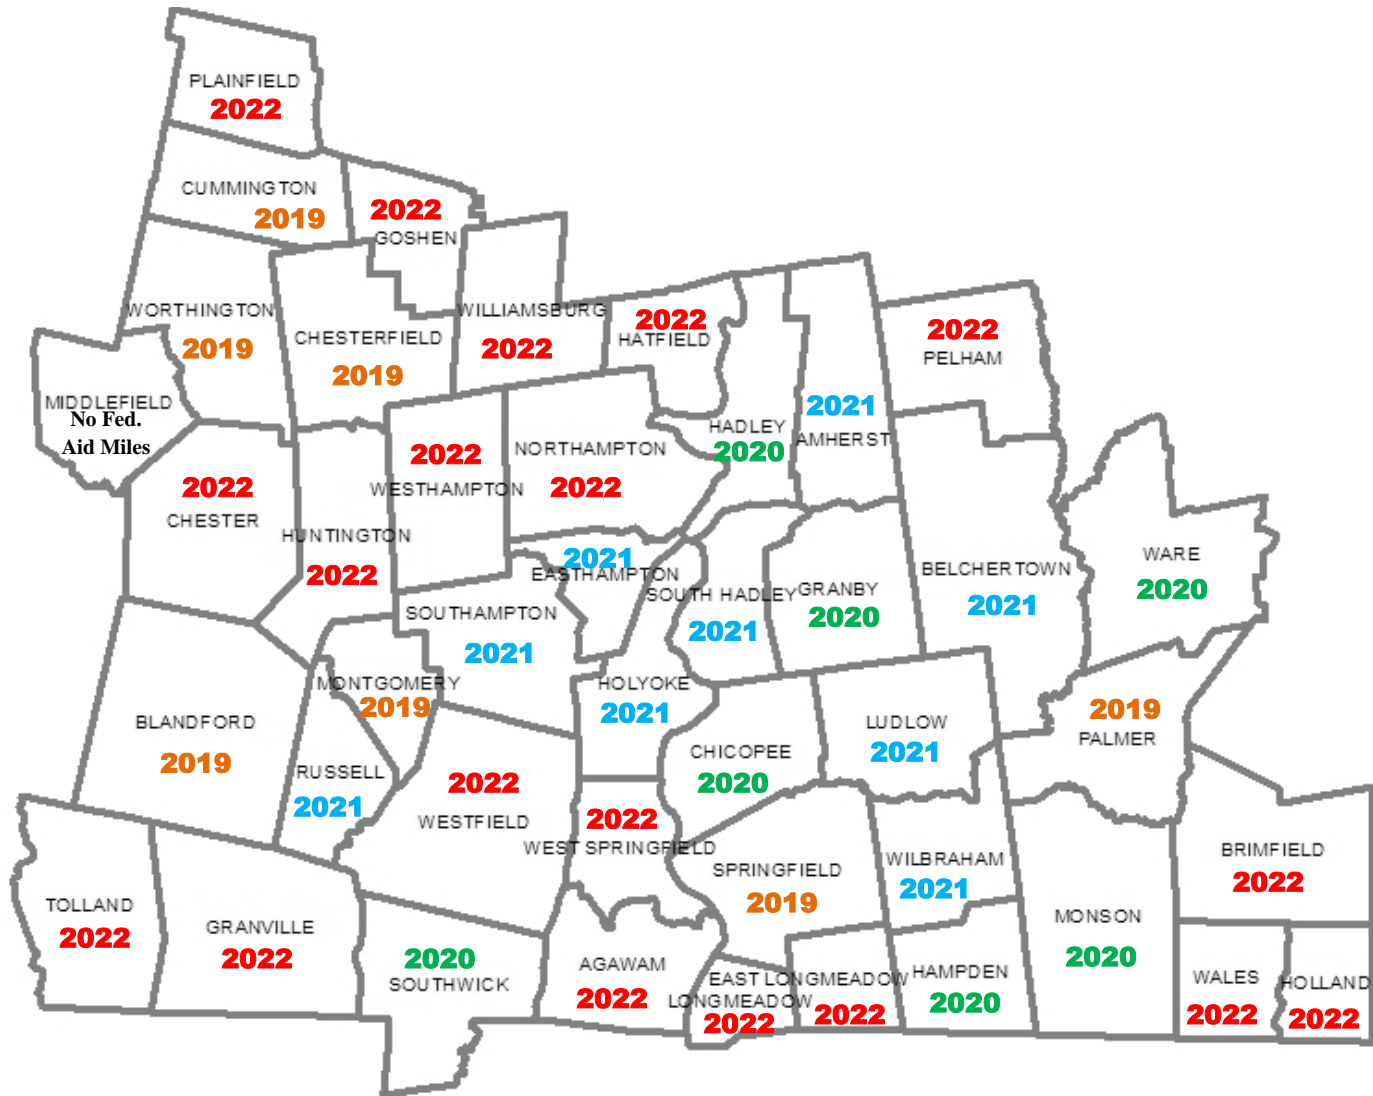 PLAINFIELD
2022
CUMMINGTON
2019
2022
GOSHEN
WORTHINGTON
2019
CHESTERFIELD
2019
WILLIAMSBURG
2022
2022
HATFIELD
2022
PELHAM
MIDDLEFIELD
No Fed.
Aid Miles
2021
AMHERST
HADLEY
2020
2022
WESTHAMPTON
NORTHAMPTON
2022
2022
CHESTER
HUNTINGTON
2022
2021
EASTHAMPTON
SOUTH HADLEY
2021
GRANBY
2020
BELCHERTOWN
2021
WARE
2020
SOUTHAMPTON
2021
MONTGOMERY
2019
HOLYOKE
2021
BLANDFORD
2019
RUSSELL
2021
CHICOPEE
2020
LUDLOW
2021
2019
PALMER
2022
WESTFIELD
2022
WEST SPRINGFIELD
SPRINGFIELD
2019
WILBRAHAM
2021
BRIMFIELD
2022
TOLLAND
2022
GRANVILLE
2022
2020
SOUTHWICK
AGAWAM
2022
LONGMEADOW
2022
EAST LONGMEADOW
2022
HAMPDEN
2020
MONSON
2020
WALES
2022
HOLLAND
2022